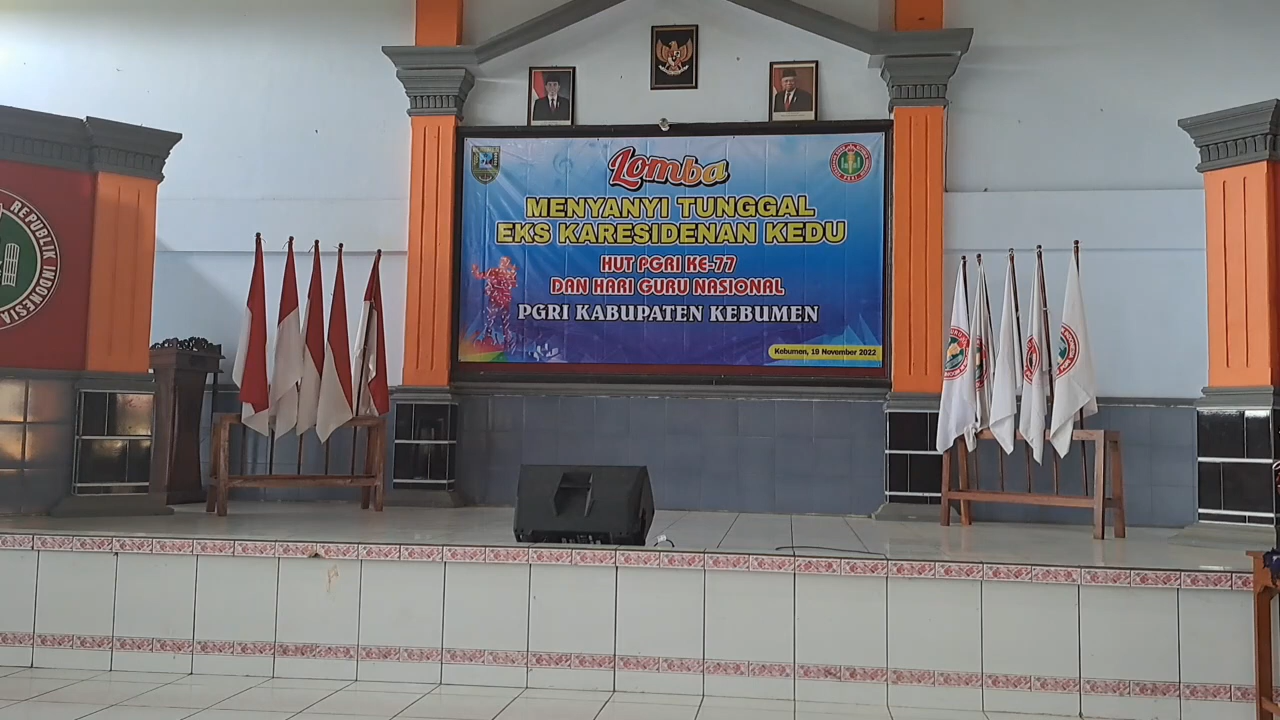 Lomba
MENYANYI TUNGGAL
EKS KARESIDENAN KEDU
HUT PGRI KE-77
DAN HARI GURU NASIONAL
PGRI KABUPATEN KEBUMEN
Kebumen, 19 November 2022
REPUBLIK INDONESIA
PGRI